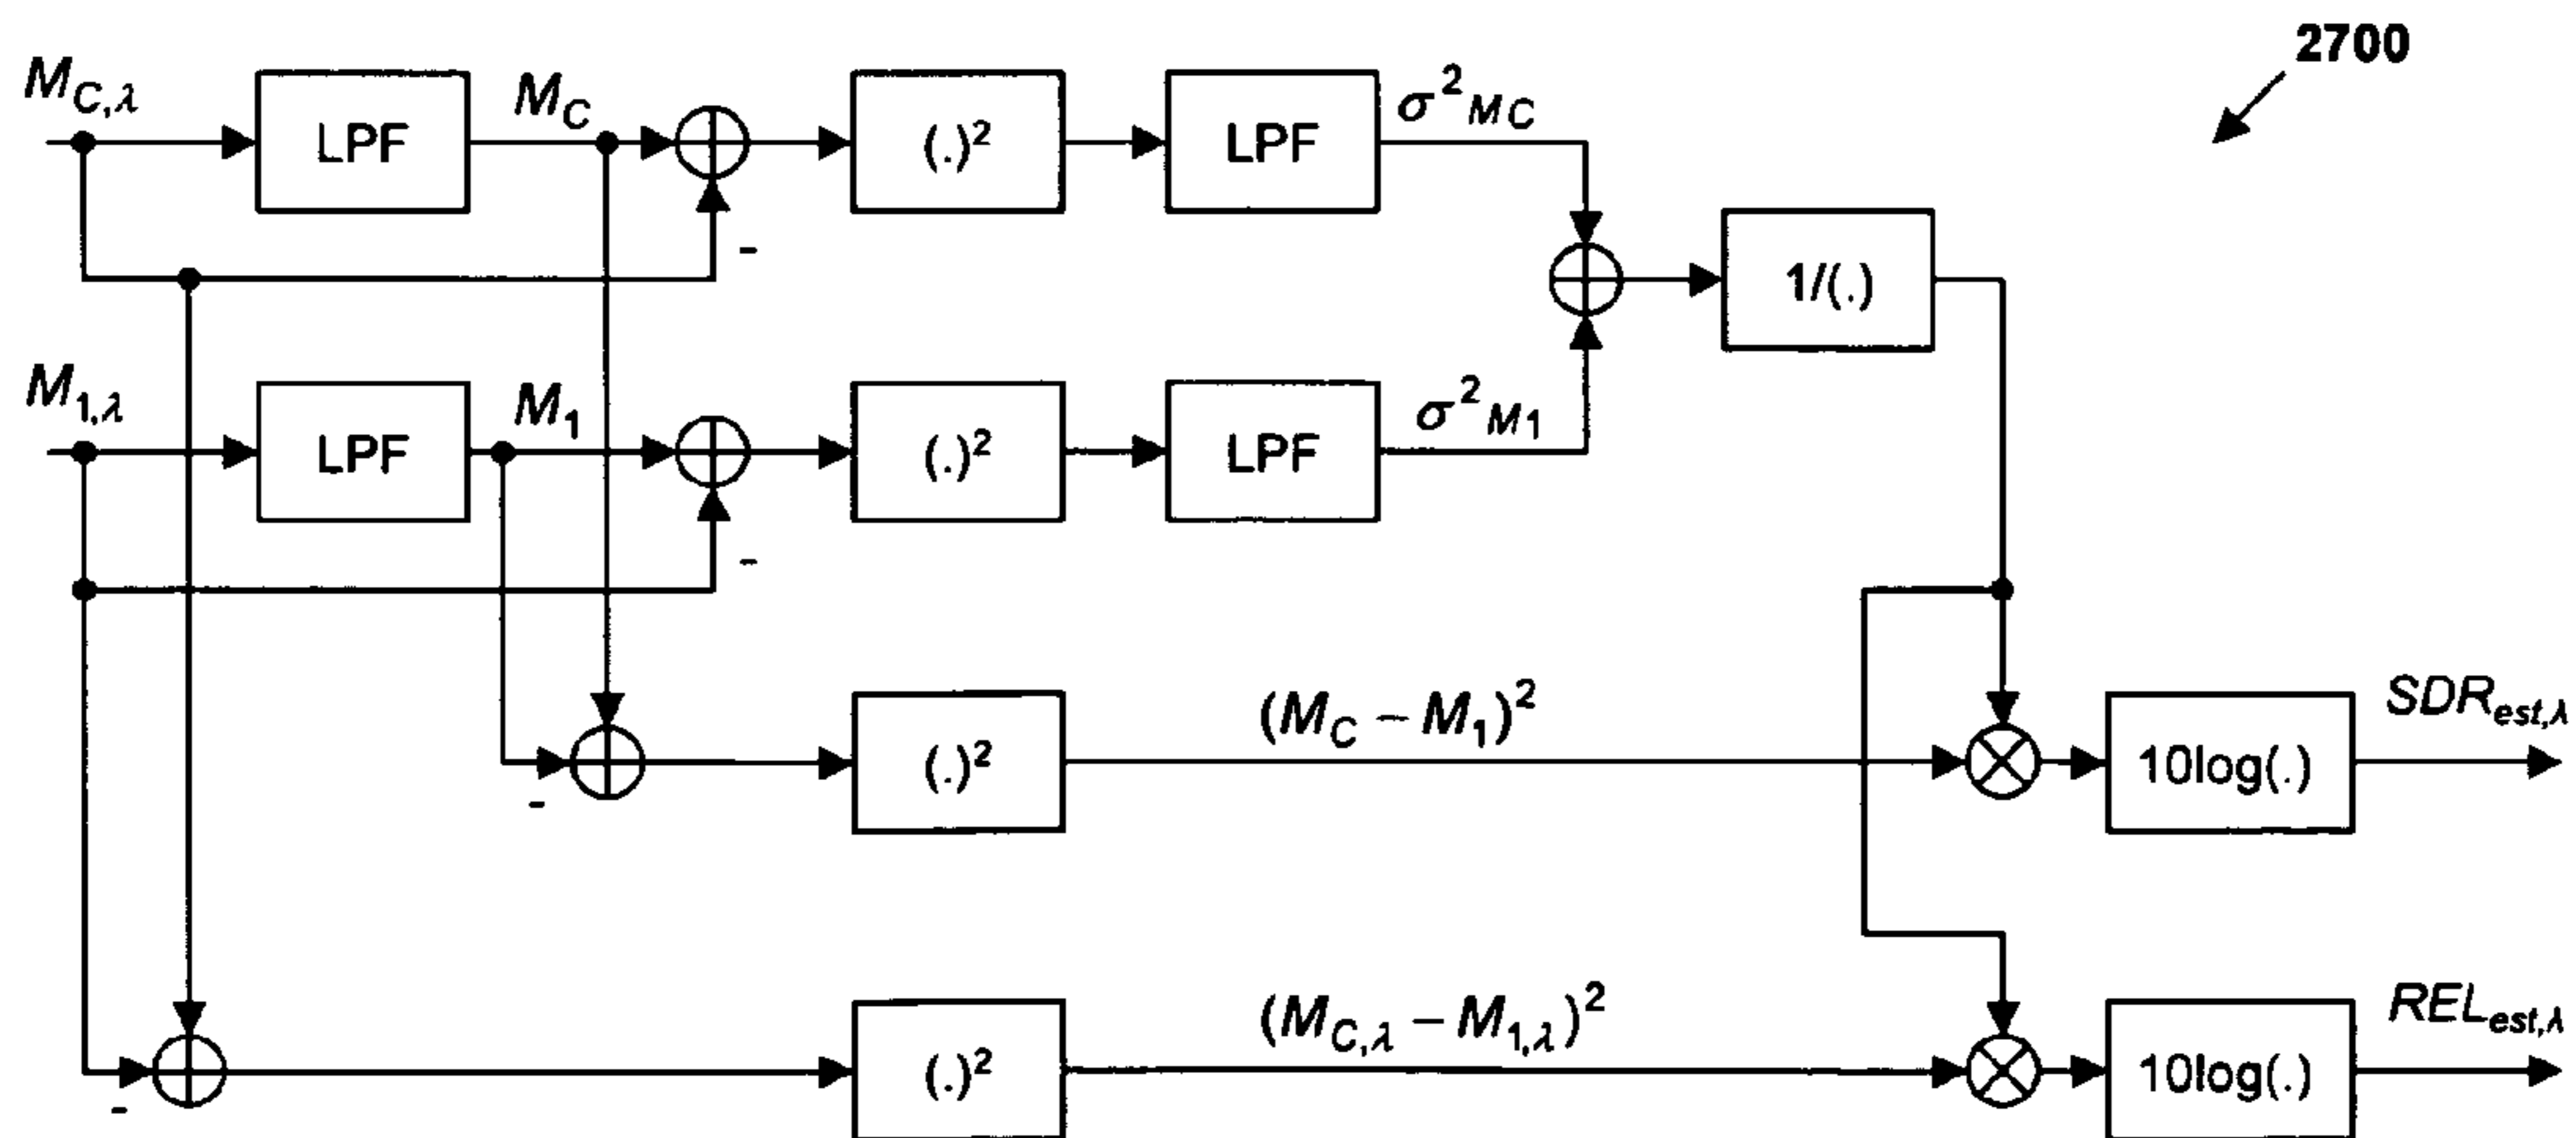 2700
M_{C,λ}
LPF
M_C
(.)²
LPF
σ²_{MC}
-
1/(.)
M_{1,λ}
LPF
M_1
(.)²
LPF
σ²_{M1}
-
(.)²
(M_C − M_1)²
10log(.)
SDR_{est,λ}
-
(.)²
(M_{C,λ} − M_{1,λ})²
10log(.)
REL_{est,λ}
-